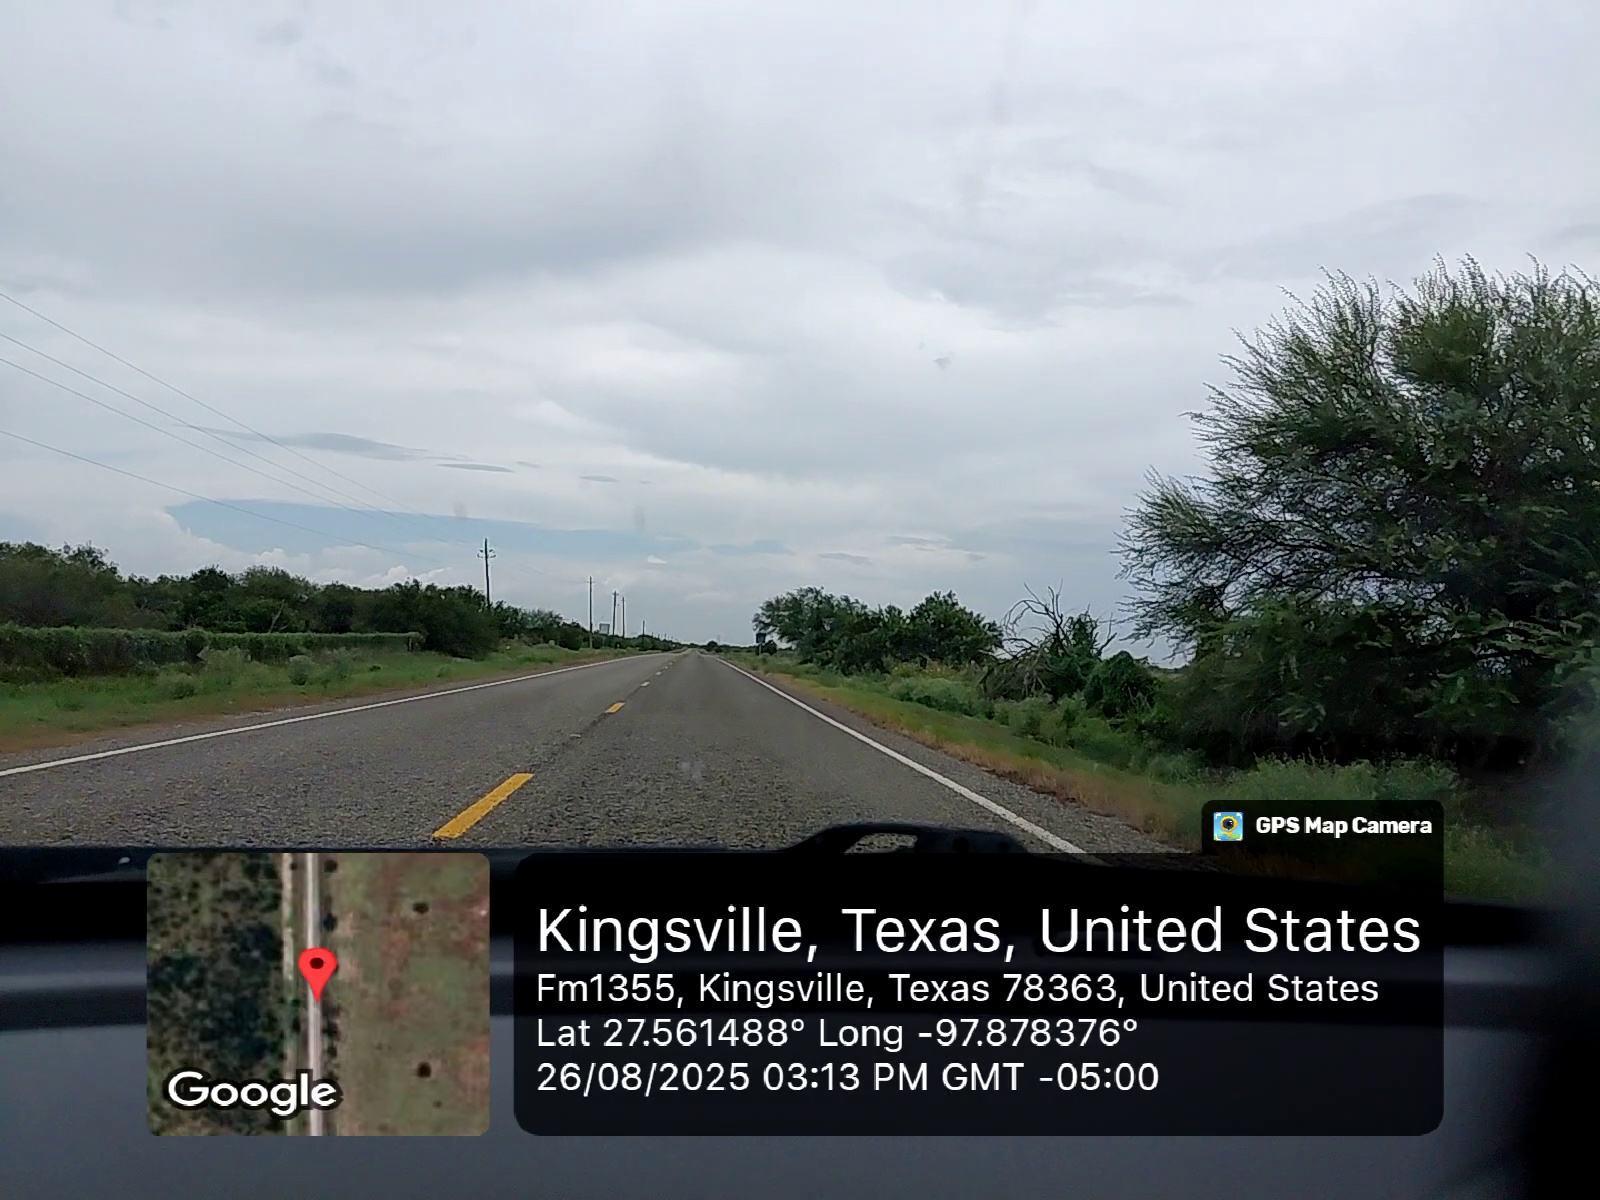 GPS Map Camera
Kingsville, Texas, United States
Fm1355, Kingsville, Texas 78363, United States
Lat 27.561488° Long -97.878376°
26/08/2025 03:13 PM GMT -05:00
Google